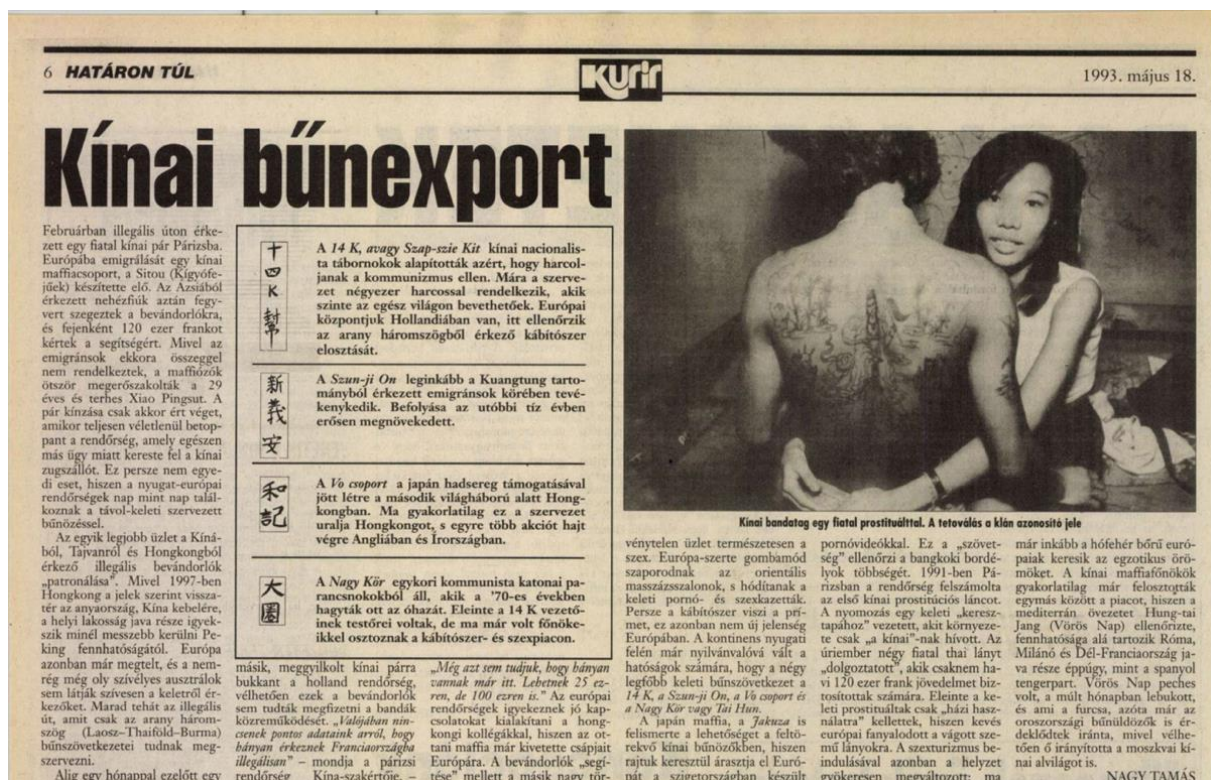 6 HATÁRON TÚL
Kurir
1993. május 18.
Kínai bűnexport
Februárban illegális úton érke-
zett egy fiatal kínai pár Párizsba.
Európába emigrálását egy kínai
maffiacsoport, a Sitou (Kígyófe-
jűek) készítette elő. Az Ázsiából
érkezett nehézfiúk aztán fegy-
vert szegeztek a bevándorlókra,
és fejenként 120 ezer frankot
kértek a segítségért. Mivel az
emigránsok ekkora összeggel
nem rendelkeztek, a maffiózók
ötször megerőszakolták a 29
éves és terhes Xiao Pingsut. A
pár kínzása csak akkor ért véget,
amikor teljesen véletlenül betop-
pant a rendőrség, amely egészen
más ügy miatt kereste fel a kínai
zugszállót. Ez persze nem egye-
di eset, hiszen a nyugat-európai
rendőrségek nap mint nap talál-
koznak a távol-keleti szervezett
bűnözéssel.
Az egyik legjobb üzlet a Kíná-
ból, Tajvanról és Hongkongból
érkező illegális bevándorlók
„patronálása". Mivel 1997-ben
Hongkong a jelek szerint vissza-
tér az anyaország, Kína kebelére,
a helyi lakosság java része igyek-
szik minél messzebb kerülni Pe-
king fennhatóságától. Európa
azonban már megtelt, és a nem-
rég még oly szívélyes ausztrálok
sem látják szívesen a keletről ér-
kezőket. Marad tehát az illegális
út, amit csak az arany három-
szög (Laosz–Thaiföld–Burma)
bűnszövetkezetei tudnak meg-
szervezni.
Alig egy hónappal ezelőtt egy
十四K幫
A 14 K, avagy Szap-szie Kit kínai nacionalis-
ta tábornokok alapították azért, hogy harcol-
janak a kommunizmus ellen. Mára a szerve-
zet négyezer harcossal rendelkezik, akik
szinte az egész világon bevethetőek. Európai
központjuk Hollandiában van, itt ellenőrzik
az arany háromszögből érkező kábítószer
elosztását.
新義安
A Szun-ji On leginkább a Kuangtung tarto-
mányból érkezett emigránsok körében tevé-
kenykedik. Befolyása az utóbbi tíz évben
erősen megnövekedett.
和記
A Vo csoport a japán hadsereg támogatásával
jött létre a második világháború alatt Hong-
kongban. Ma gyakorlatilag ez a szervezet
uralja Hongkongot, s egyre több akciót hajt
végre Angliában és Írországban.
大圈
A Nagy Kör egykori kommunista katonai pa-
rancsnokokból áll, akik a '70-es években
hagyták ott az óhazát. Eleinte a 14 K vezető-
inek testőrei voltak, de ma már volt főnöke-
ikkel osztoznak a kábítószer- és szexpiacon.
másik, meggyilkolt kínai párra
bukkant a holland rendőrség,
vélhetően ezek a bevándorlók
sem tudták megfizetni a bandák
közreműködését. „Valójában nin-
csenek pontos adataink arról, hogy
hányan érkeznek Franciaországba
illegálisan" – mondja a párizsi
rendőrség Kína-szakértője. –
„Még azt sem tudjuk, hogy hányan
vannak már itt. Lehetnek 25 ez-
ren, de 100 ezren is." Az európai
rendőrségek igyekeznek jó kap-
csolatokat kialakítani a hong-
kongi kollégákkal, hiszen az ot-
tani maffia már kivetette csápjait
Európára. A bevándorlók „segí-
tése" mellett a másik nagy tör-
Kínai bandatag egy fiatal prostituálttal. A tetoválás a klán azonosító jele
vénytelen üzlet természetesen a
szex. Európa-szerte gombamód
szaporodnak az orientális
masszázsszalonok, s hódítanak a
keleti pornó- és szexkazetták.
Persze a kábítószer viszi a prí-
met, ez azonban nem új jelenség
Európában. A kontinens nyugati
felén már nyilvánvalóvá vált a
hatóságok számára, hogy a négy
legfőbb keleti bűnszövetkezet a
14 K, a Szun-ji On, a Vo csoport és
a Nagy Kör vagy Tai Hun.
A japán maffia, a Jakuza is
felismerte a lehetőséget a feltö-
rekvő kínai bűnözőkben, hiszen
rajtuk keresztül árasztja el Euró-
pát a szigetországban készült
pornóvideókkal. Ez a „szövet-
ség" ellenőrzi a bangkoki bordé-
lyok többségét. 1991-ben Pá-
rizsban a rendőrség felszámolta
az első kínai prostitúciós láncot.
A nyomozás egy keleti „keresz-
tapához" vezetett, akit környeze-
te csak „a kínai"-nak hívott. Az
úriember négy fiatal thai lányt
„dolgoztatott", akik csaknem ha-
vi 120 ezer frank jövedelmet biz-
tosítottak számára. Eleinte a ke-
leti prostituáltak csak „házi hasz-
nálatra" kellettek, hiszen kevés
európai fanyalodott a vágott sze-
mű lányokra. A szexturizmus be-
indulásával azonban a helyzet
gyökeresen megváltozott: ma
már inkább a hófehér bőrű euró-
paiak keresik az egzotikus örö-
möket. A kínai maffiafőnökök
gyakorlatilag már felosztották
egymás között a piacot, hiszen a
mediterrán övezetet Hung-tai
Jang (Vörös Nap) ellenőrizte,
fennhatósága alá tartozik Róma,
Milánó és Dél-Franciaország ja-
va része éppúgy, mint a spanyol
tengerpart. Vörös Nap peches
volt, a múlt hónapban lebukott,
és ami a furcsa, azóta már az
oroszországi bűnüldözők is ér-
deklődtek iránta, mivel vélhe-
tően ő irányította a moszkvai kí-
nai alvilágot is.
NAGY TAMÁS